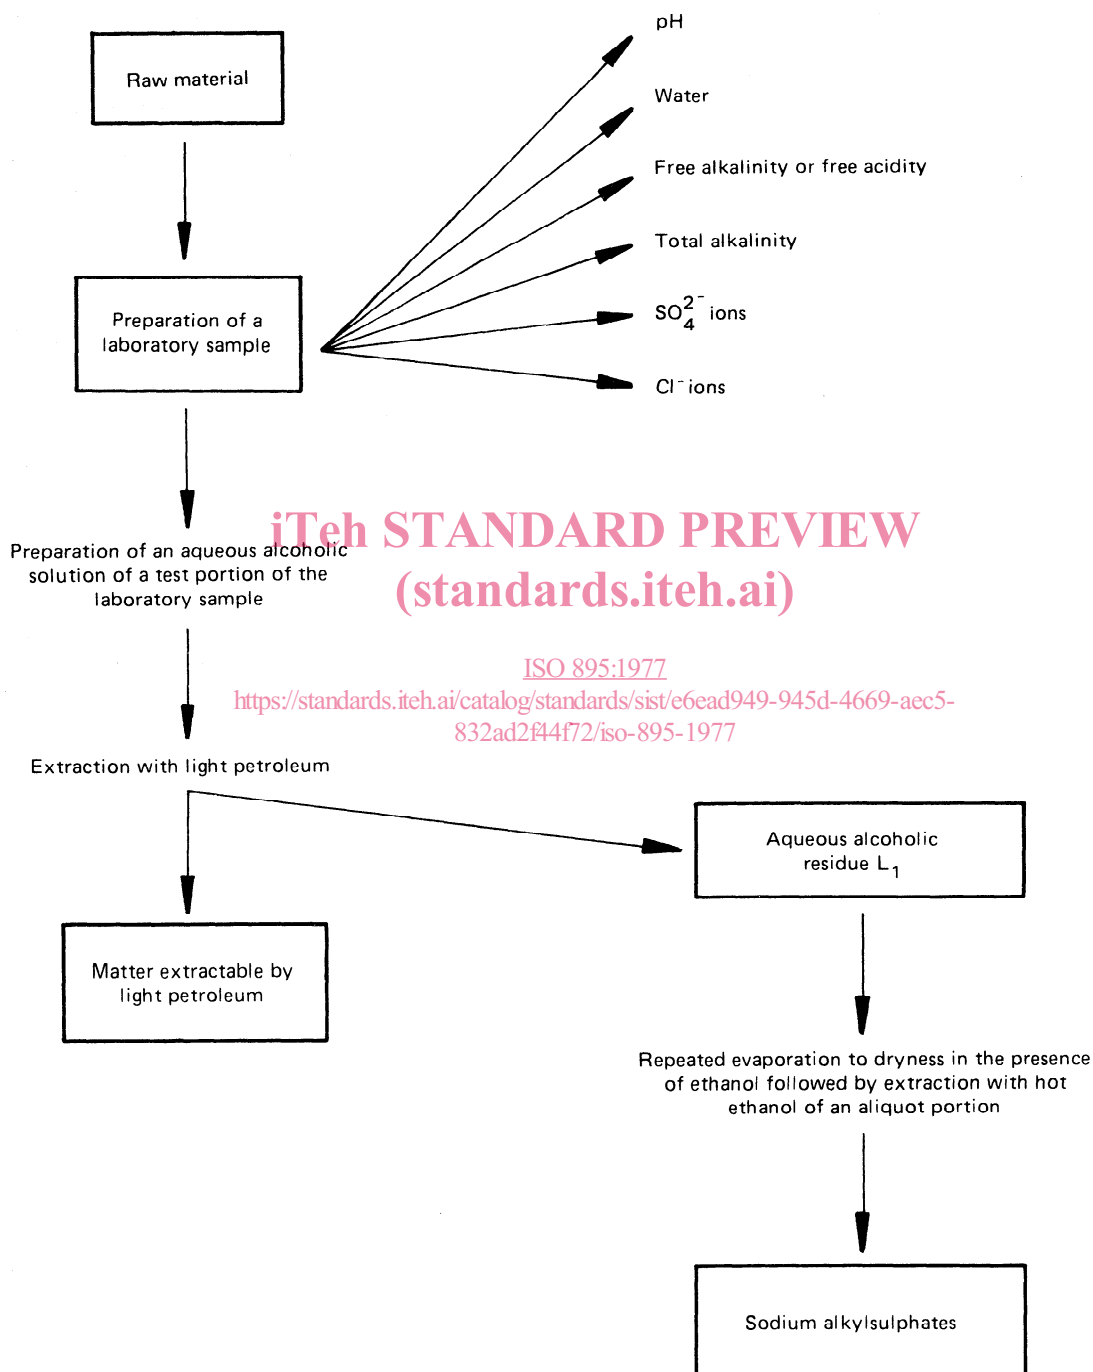 Raw material
pH
Water
Free alkalinity or free acidity
Total alkalinity
SO₄²⁻ ions
Cl⁻ ions
Preparation of a
laboratory sample
iTeh STANDARD PREVIEW
(standards.iteh.ai)
Preparation of an aqueous alcoholic
solution of a test portion of the
laboratory sample
ISO 895:1977
https://standards.iteh.ai/catalog/standards/sist/e6ead949-945d-4669-aec5-
832ad2f44f72/iso-895-1977
Extraction with light petroleum
Aqueous alcoholic
residue L₁
Matter extractable by
light petroleum
Repeated evaporation to dryness in the presence
of ethanol followed by extraction with hot
ethanol of an aliquot portion
Sodium alkylsulphates